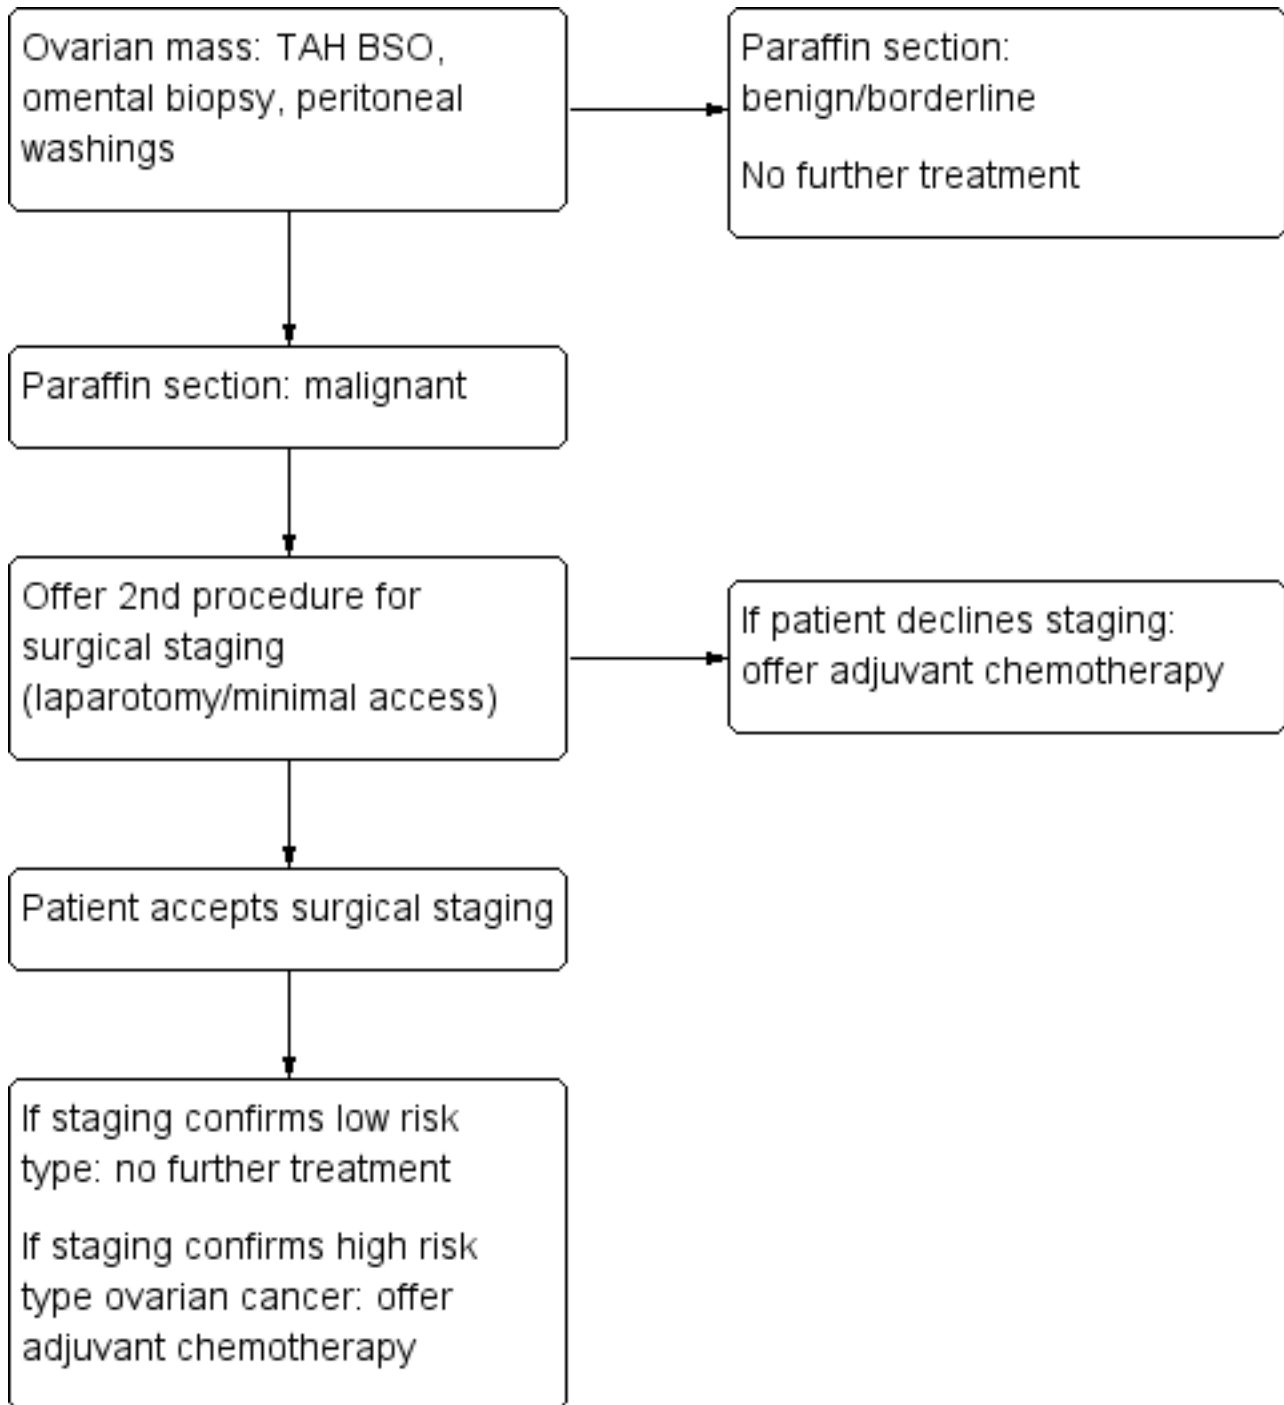 Ovarian mass: TAH BSO,
omental biopsy, peritoneal
washings
Paraffin section:
benign/borderline
No further treatment
Paraffin section: malignant
Offer 2nd procedure for
surgical staging
(laparotomy/minimal access)
If patient declines staging:
offer adjuvant chemotherapy
Patient accepts surgical staging
If staging confirms low risk
type: no further treatment
If staging confirms high risk
type ovarian cancer: offer
adjuvant chemotherapy